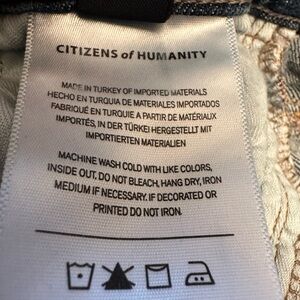 CITIZENS of HUMANITY
MADE IN TURKEY OF IMPORTED MATERIALS
HECHO EN TURQUIA DE MATERIALES IMPORTADOS
FABRIQUÉ EN TURQUIE A PARTIR DE MATÉRIAUX
IMPORTÉS, IN DER TÜRKEI HERGESTELLT MIT
IMPORTIERTEN MATERIALIEN
MACHINE WASH COLD WITH LIKE COLORS,
INSIDE OUT, DO NOT BLEACH, HANG DRY, IRON
MEDIUM IF NECESSARY. IF DECORATED OR
PRINTED DO NOT IRON.